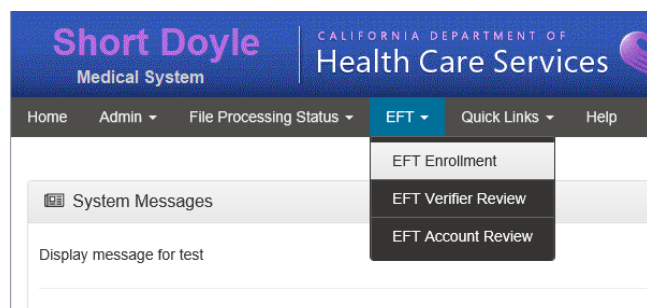 Short Doyle
Medical System
CALIFORNIA DEPARTMENT OF
Health Care Services
Home Admin File Processing Status EFT Quick Links Help
EFT Enrollment
EFT Verifier Review
EFT Account Review
System Messages
Display message for test